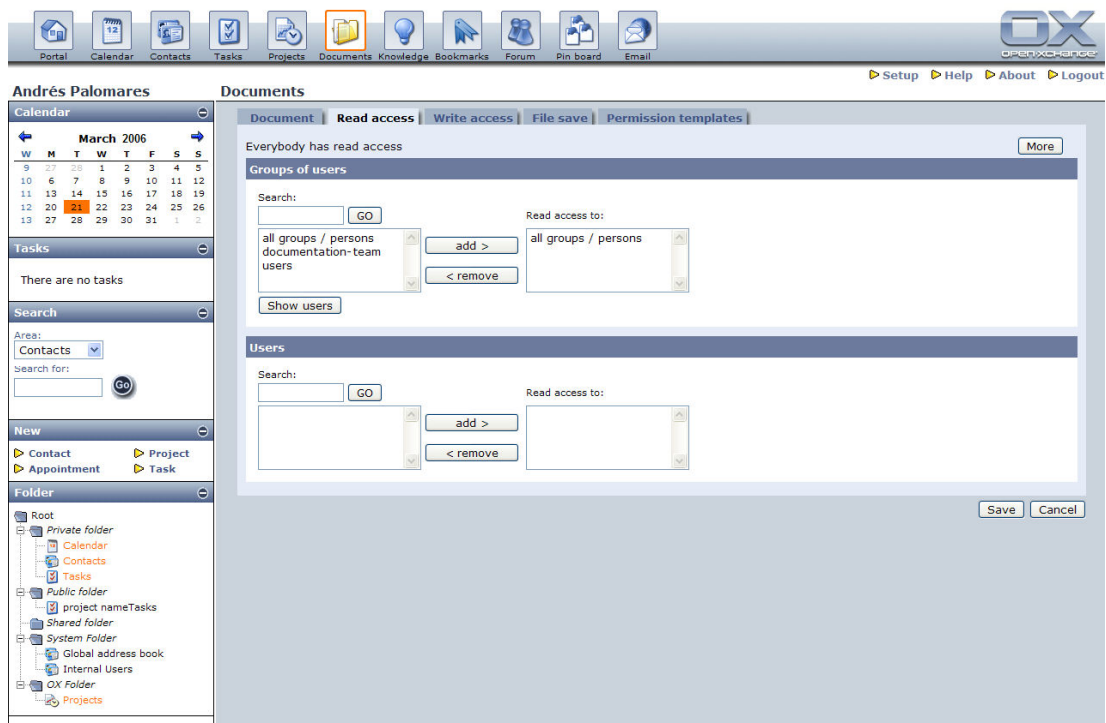 12
Portal Calendar Contacts Tasks Projects Documents Knowledge Bookmarks Forum Pin board Email
OX
OPEN-XCHANGE
Setup Help About Logout
Andrés Palomares
Documents
Calendar
March 2006
W M T W T F S S
9 27 28 1 2 3 4 5
10 6 7 8 9 10 11 12
11 13 14 15 16 17 18 19
12 20 21 22 23 24 25 26
13 27 28 29 30 31 1 2
Tasks
There are no tasks
Search
Area:
Contacts
Search for:
Go
New
Contact Project
Appointment Task
Folder
Root
Private folder
Calendar
Contacts
Tasks
Public folder
project nameTasks
Shared folder
System Folder
Global address book
Internal Users
OX Folder
Projects
Document Read access Write access File save Permission templates
Everybody has read access More
Groups of users
Search:
GO Read access to:
all groups / persons
documentation-team
users
add >
< remove
all groups / persons
Show users
Users
Search:
GO Read access to:
add >
< remove
Save Cancel